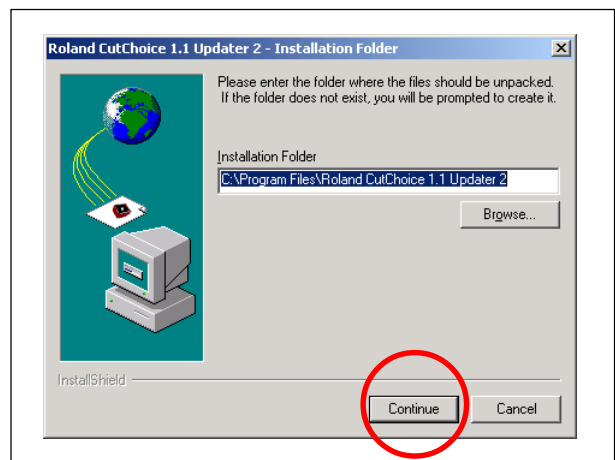 Roland CutChoice 1.1 Updater 2 - Installation Folder
Please enter the folder where the files should be unpacked.
If the folder does not exist, you will be prompted to create it.
Installation Folder
C:\Program Files\Roland CutChoice 1.1 Updater 2
Browse...
InstallShield
Continue
Cancel